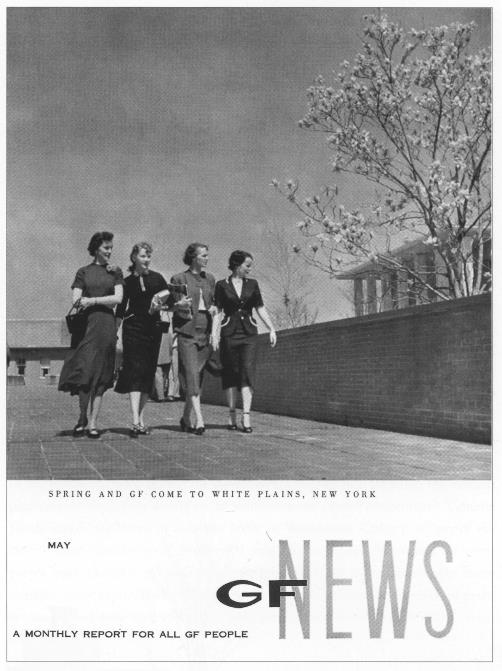 SPRING AND GF COME TO WHITE PLAINS, NEW YORK
MAY
GF NEWS
A MONTHLY REPORT FOR ALL GF PEOPLE